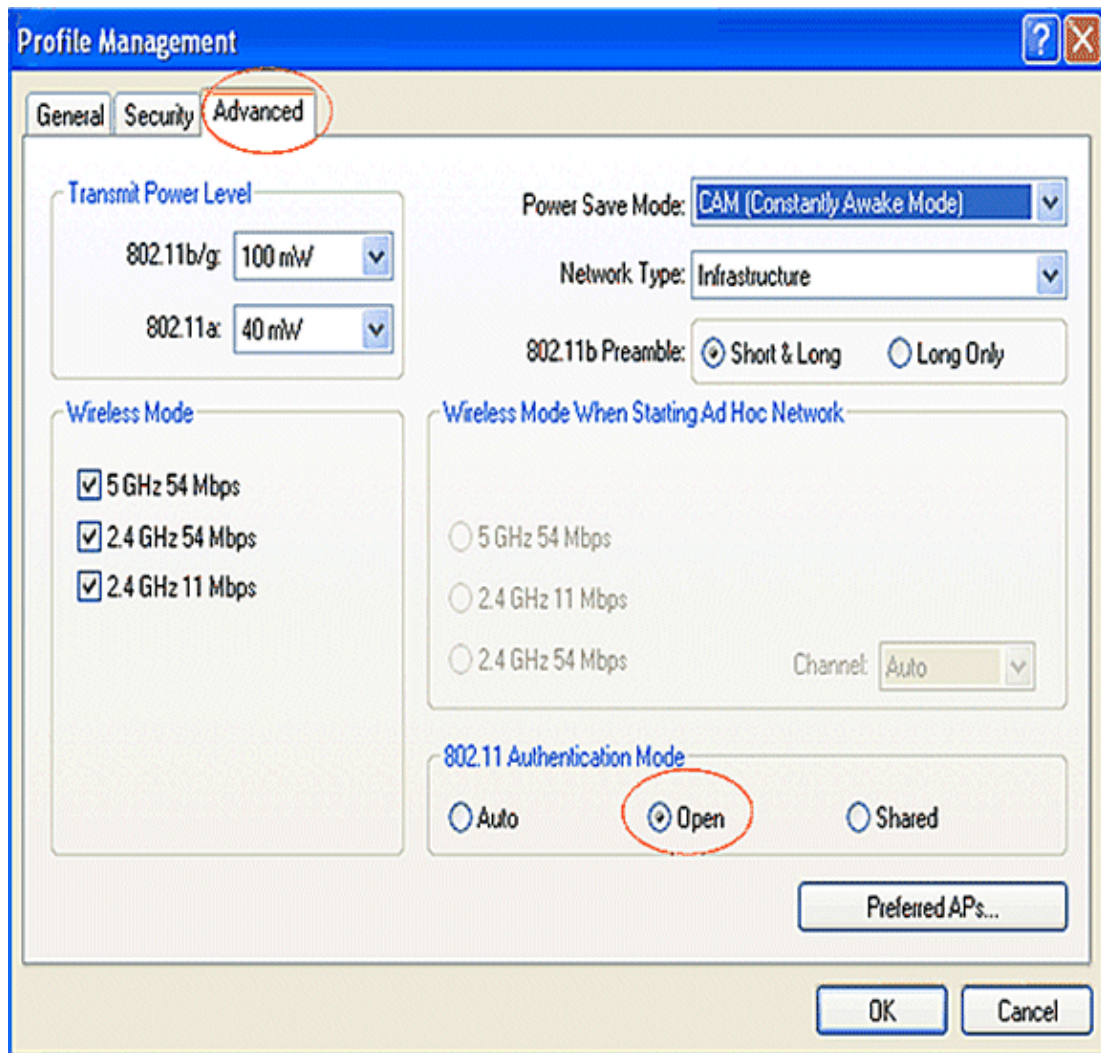 Profile Management
General Security Advanced
Transmit Power Level
802.11b/g: 100 mW
802.11a: 40 mW
Power Save Mode: CAM (Constantly Awake Mode)
Network Type: Infrastructure
802.11b Preamble: Short & Long Long Only
Wireless Mode
5 GHz 54 Mbps
2.4 GHz 54 Mbps
2.4 GHz 11 Mbps
Wireless Mode When Starting Ad Hoc Network
5 GHz 54 Mbps
2.4 GHz 11 Mbps
2.4 GHz 54 Mbps
Channel: Auto
802.11 Authentication Mode
Auto Open Shared
Preferred APs...
OK Cancel